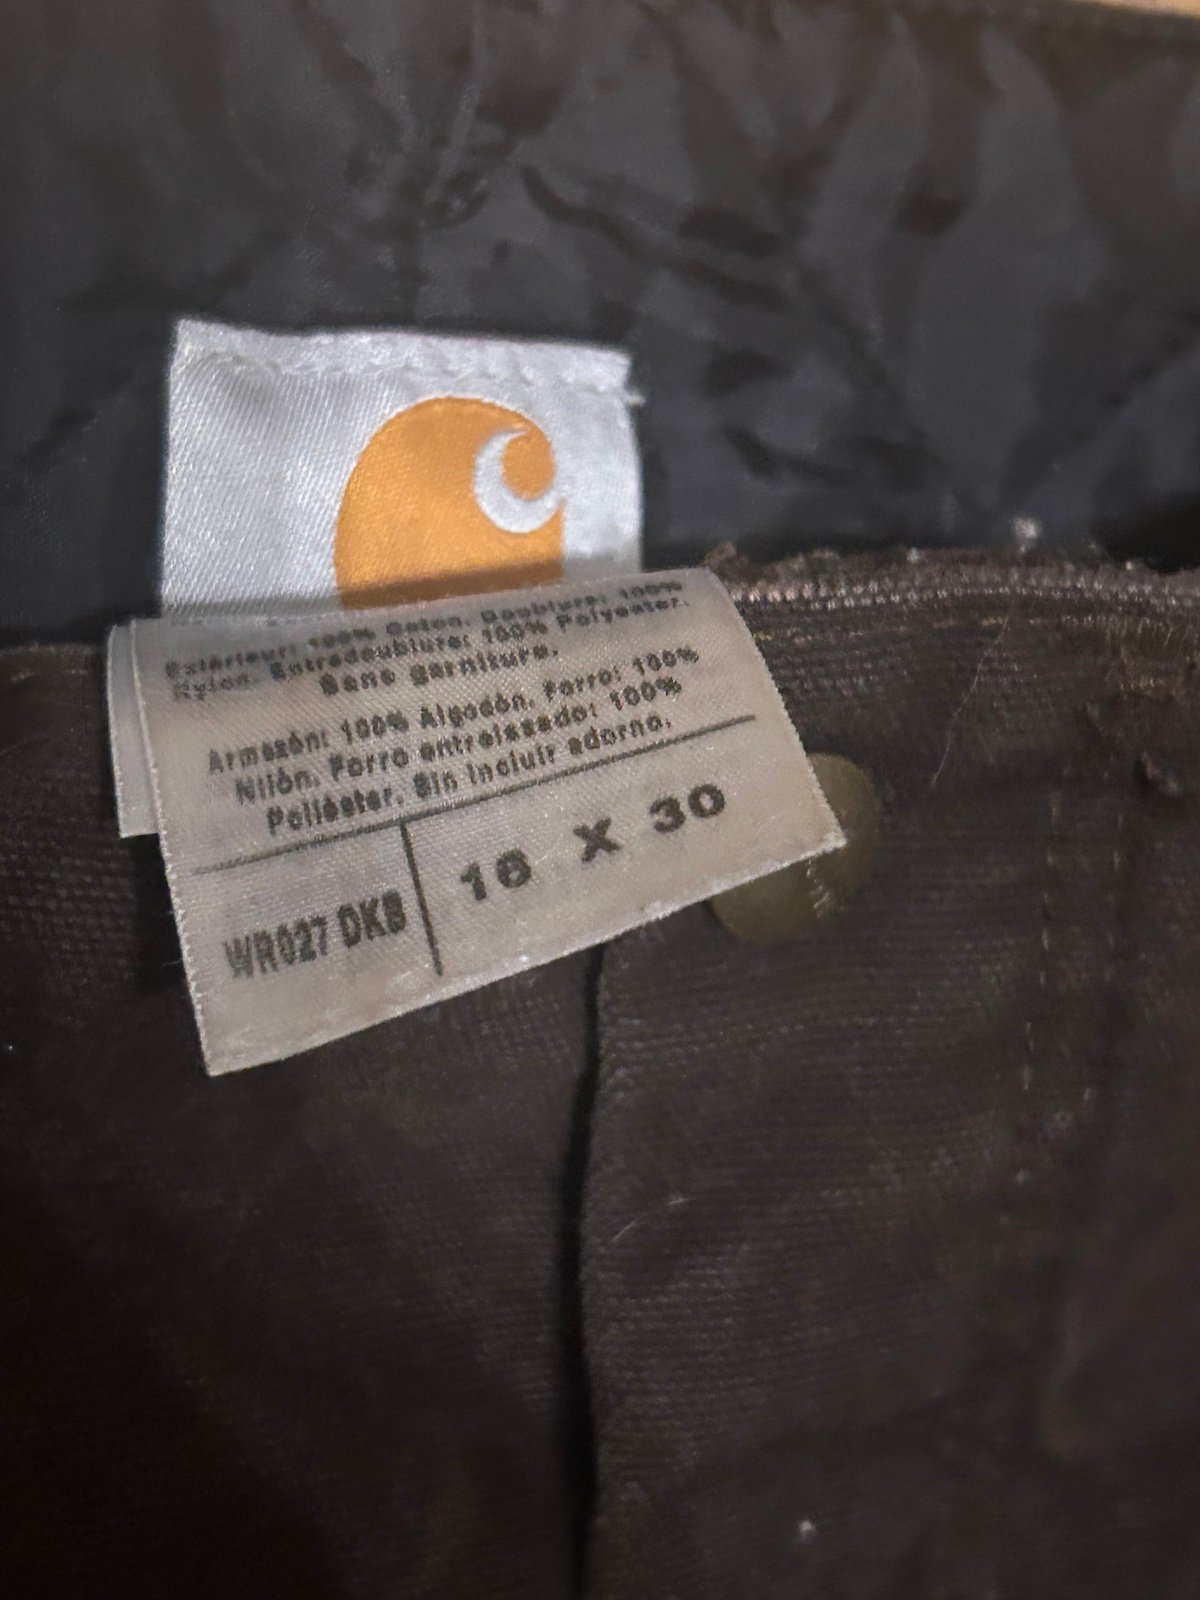 Extérieur: 100% Coton. Doublure: 100%
Nylon. Entredoublure: 100% Polyester.
Sans garniture.
Armazón: 100% Algodón. Forro: 100%
Nilón. Forro entrelazado: 100%
Poliéster. Sin incluir adorno.
WR027 DKB
16 X 30